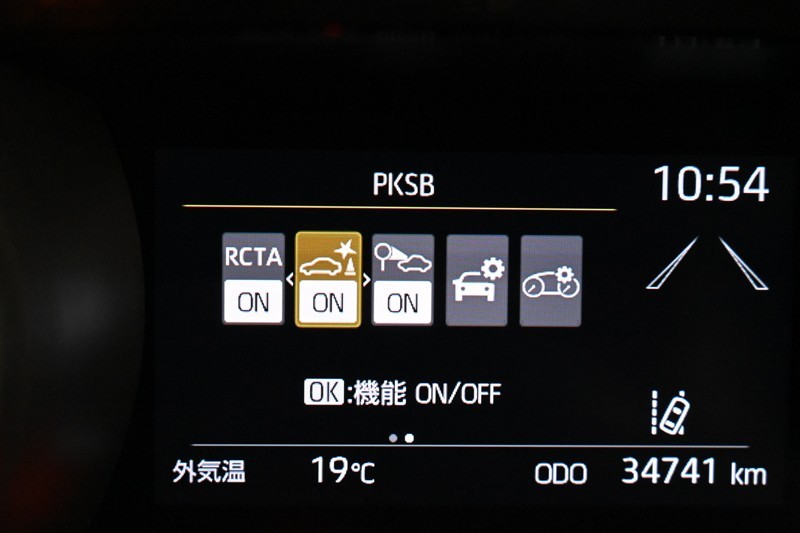 PKSB
10:54
RCTA
ON ON ON
OK:機能 ON/OFF
外気温 19℃ ODO 34741 km